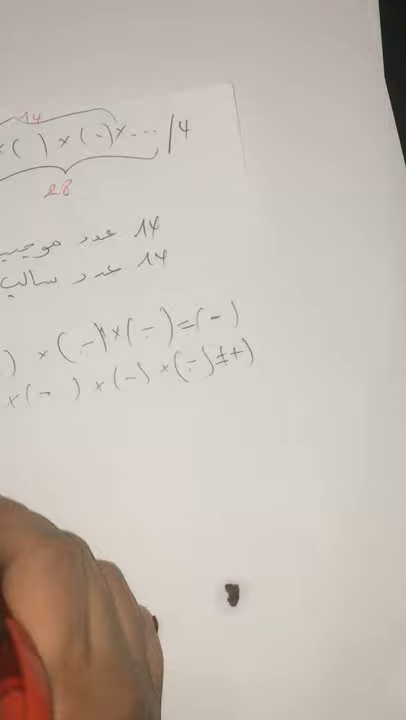 14
×( ) × (-)× ... /4
28
14 عدد موجب
14 عدد سالب
) × (-) × (-) = (-)
×(-) × (-) × (-) = (+)